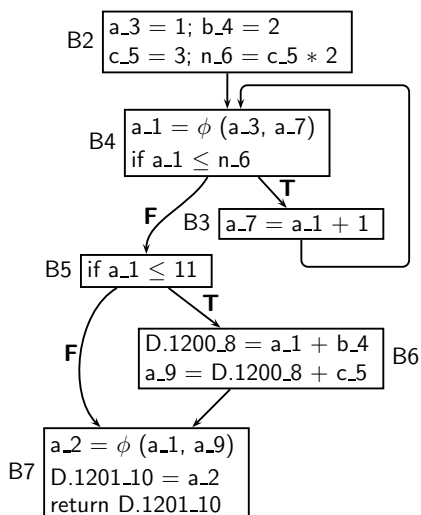 B2
a_3 = 1; b_4 = 2
c_5 = 3; n_6 = c_5 * 2
B4
a_1 = ϕ (a_3, a_7)
if a_1 ≤ n_6
F
T
B3
a_7 = a_1 + 1
B5
if a_1 ≤ 11
F
T
D.1200_8 = a_1 + b_4
a_9 = D.1200_8 + c_5
B6
B7
a_2 = ϕ (a_1, a_9)
D.1201_10 = a_2
return D.1201_10